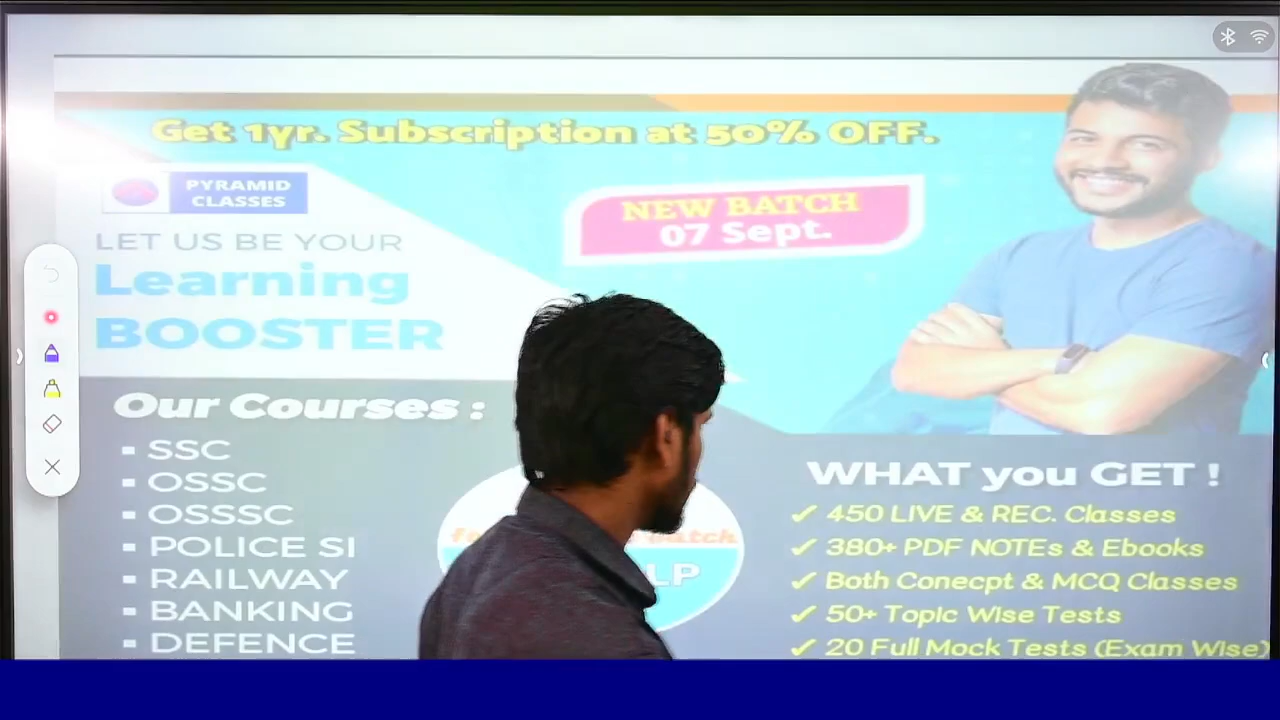 Get 1yr. Subscription at 50% OFF.
PYRAMID
CLASSES
NEW BATCH
07 Sept.
LET US BE YOUR
Learning
BOOSTER
Our Courses :
▪ SSC
▪ OSSC
▪ OSSSC
▪ POLICE SI
▪ RAILWAY
▪ BANKING
▪ DEFENCE
WHAT you GET !
✓ 450 LIVE & REC. Classes
✓ 380+ PDF NOTEs & Ebooks
✓ Both Conecpt & MCQ Classes
✓ 50+ Topic Wise Tests
✓ 20 Full Mock Tests (Exam Wise)